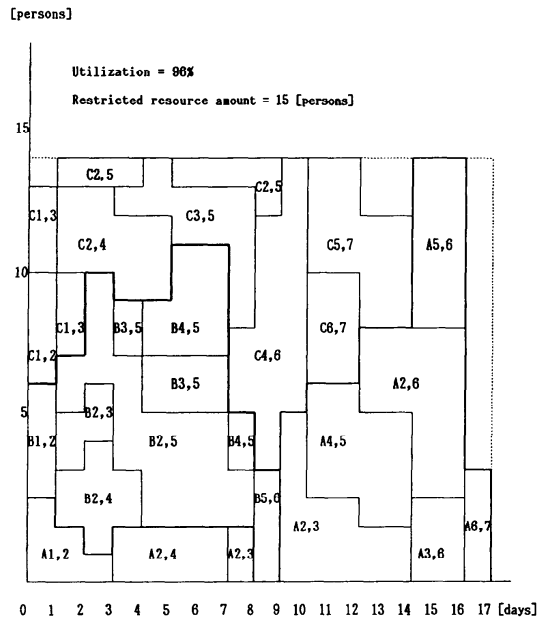 [persons]
Utilization = 96%
Restricted resource amount = 15 [persons]
15
C2,5
C2,5
C1,3
C3,5
C2,4
C5,7
A5,6
10
C1,3
B3,5
B4,5
C6,7
C1,2
C4,6
B3,5
A2,6
5
B2,3
B1,2
B2,5
B4,5
A4,5
B2,4
B5,6
A2,3
A6,7
A1,2
A2,4
A2,3
A3,6
0 1 2 3 4 5 6 7 8 9 10 11 12 13 14 15 16 17 [days]